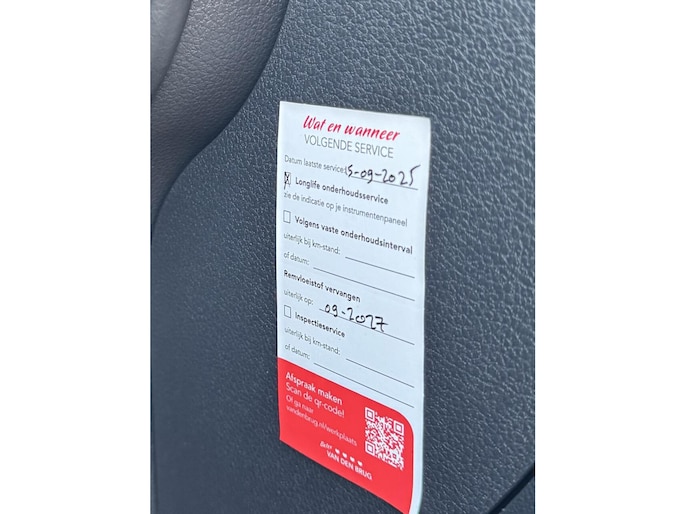 Wat en wanneer
VOLGENDE SERVICE
Datum laatste service: 15-09-2025
Longlife onderhoudsservice
zie de indicatie op je instrumentenpaneel
Volgens vaste onderhoudsinterval
uiterlijk bij km-stand:
of datum:
Remvloeistof vervangen
uiterlijk op: 09-2027
Inspectieservice
uiterlijk bij km-stand:
of datum:
Afspraak maken
Scan de qr-code!
Of ga naar
vandenbrug.nl/werkplaats
VAN DEN BRUG